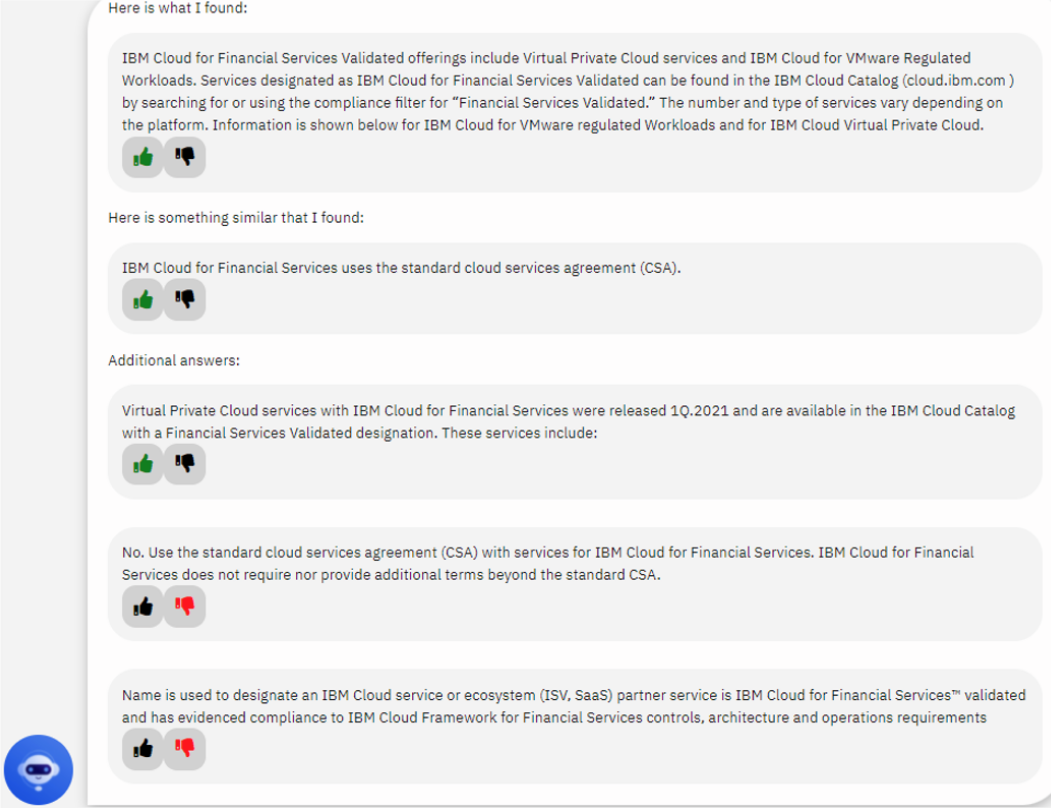 Here is what I found:
IBM Cloud for Financial Services Validated offerings include Virtual Private Cloud services and IBM Cloud for VMware Regulated
Workloads. Services designated as IBM Cloud for Financial Services Validated can be found in the IBM Cloud Catalog (cloud.ibm.com )
by searching for or using the compliance filter for “Financial Services Validated.” The number and type of services vary depending on
the platform. Information is shown below for IBM Cloud for VMware regulated Workloads and for IBM Cloud Virtual Private Cloud.
Here is something similar that I found:
IBM Cloud for Financial Services uses the standard cloud services agreement (CSA).
Additional answers:
Virtual Private Cloud services with IBM Cloud for Financial Services were released 1Q.2021 and are available in the IBM Cloud Catalog
with a Financial Services Validated designation. These services include:
No. Use the standard cloud services agreement (CSA) with services for IBM Cloud for Financial Services. IBM Cloud for Financial
Services does not require nor provide additional terms beyond the standard CSA.
Name is used to designate an IBM Cloud service or ecosystem (ISV, SaaS) partner service is IBM Cloud for Financial Services™ validated
and has evidenced compliance to IBM Cloud Framework for Financial Services controls, architecture and operations requirements